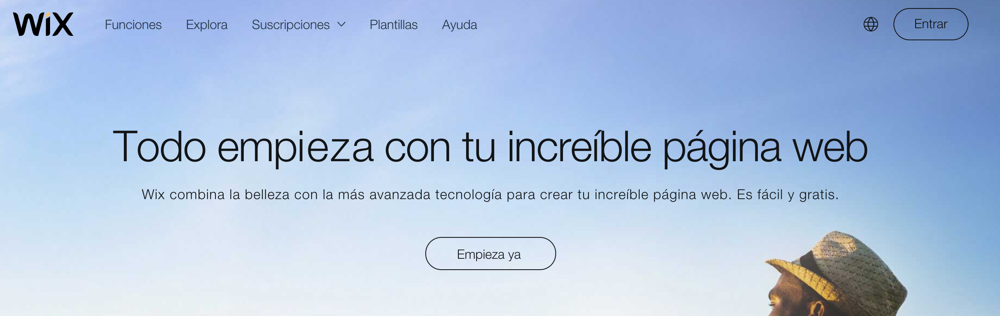 WiX
Funciones
Explora
Suscripciones
Plantillas
Ayuda
Entrar
Todo empieza con tu increíble página web
Wix combina la belleza con la más avanzada tecnología para crear tu increíble página web. Es fácil y gratis.
Empieza ya